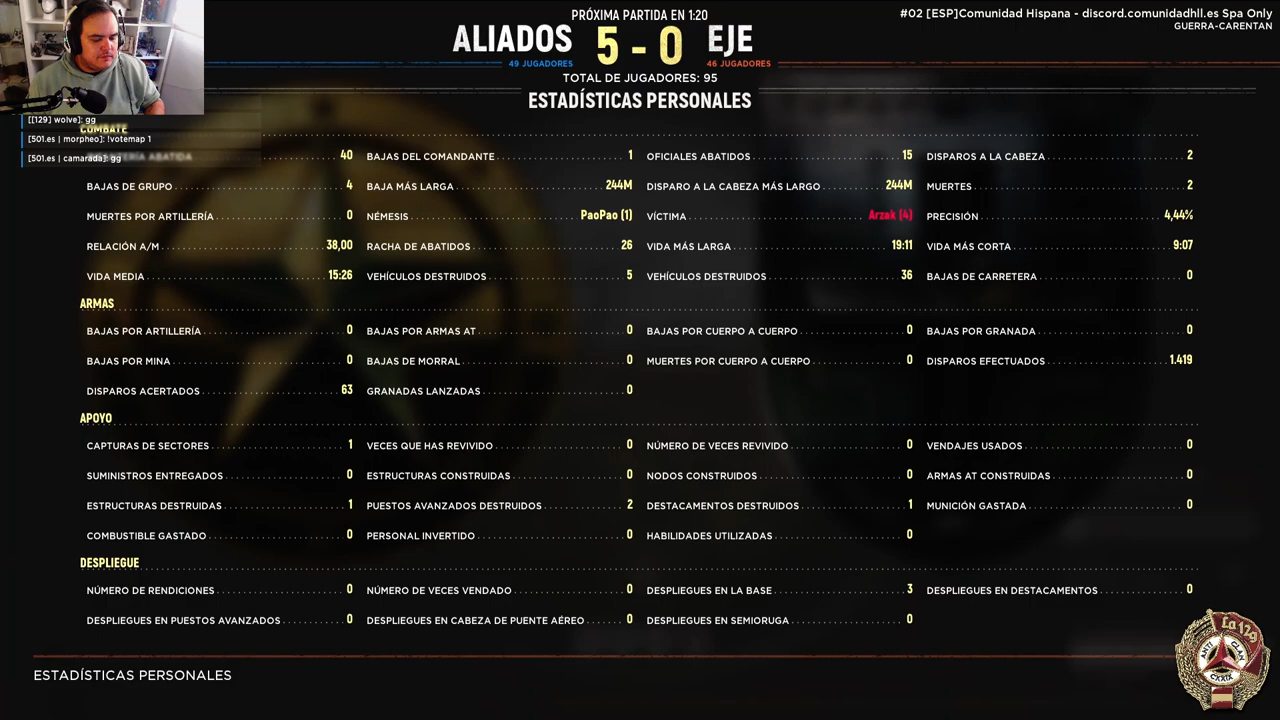 PRÓXIMA PARTIDA EN 1:20
#02 [ESP]Comunidad Hispana - discord.comunidadhll.es Spa Only
GUERRA-CARENTAN
ALIADOS 5 - 0 EJE
49 JUGADORES 46 JUGADORES
TOTAL DE JUGADORES: 95
ESTADÍSTICAS PERSONALES
[[129] wolve]: gg
COMBATE
[501.es | morpheo]: !votemap 1
[501.es | camarada]: gg
ABATIDA 40 BAJAS DEL COMANDANTE 1 OFICIALES ABATIDOS 15 DISPAROS A LA CABEZA 2
BAJAS DE GRUPO 4 BAJA MÁS LARGA 244M DISPARO A LA CABEZA MÁS LARGO 244M MUERTES 2
MUERTES POR ARTILLERÍA 0 NÉMESIS PaoPao (1) VÍCTIMA Arzak (4) PRECISIÓN 4,44%
RELACIÓN A/M 38,00 RACHA DE ABATIDOS 26 VIDA MÁS LARGA 19:11 VIDA MÁS CORTA 9:07
VIDA MEDIA 15:26 VEHÍCULOS DESTRUIDOS 5 VEHÍCULOS DESTRUIDOS 36 BAJAS DE CARRETERA 0
ARMAS
BAJAS POR ARTILLERÍA 0 BAJAS POR ARMAS AT 0 BAJAS POR CUERPO A CUERPO 0 BAJAS POR GRANADA 0
BAJAS POR MINA 0 BAJAS DE MORRAL 0 MUERTES POR CUERPO A CUERPO 0 DISPAROS EFECTUADOS 1.419
DISPAROS ACERTADOS 63 GRANADAS LANZADAS 0
APOYO
CAPTURAS DE SECTORES 1 VECES QUE HAS REVIVIDO 0 NÚMERO DE VECES REVIVIDO 0 VENDAJES USADOS 0
SUMINISTROS ENTREGADOS 0 ESTRUCTURAS CONSTRUIDAS 0 NODOS CONSTRUIDOS 0 ARMAS AT CONSTRUIDAS 0
ESTRUCTURAS DESTRUIDAS 1 PUESTOS AVANZADOS DESTRUIDOS 2 DESTACAMENTOS DESTRUIDOS 1 MUNICIÓN GASTADA 0
COMBUSTIBLE GASTADO 0 PERSONAL INVERTIDO 0 HABILIDADES UTILIZADAS 0
DESPLIEGUE
NÚMERO DE RENDICIONES 0 NÚMERO DE VECES VENDADO 0 DESPLIEGUES EN LA BASE 3 DESPLIEGUES EN DESTACAMENTOS 0
DESPLIEGUES EN PUESTOS AVANZADOS 0 DESPLIEGUES EN CABEZA DE PUENTE AÉREO 0 DESPLIEGUES EN SEMIORUGA 0
ESTADÍSTICAS PERSONALES
La 129
ANTI CLAN
CXXIX